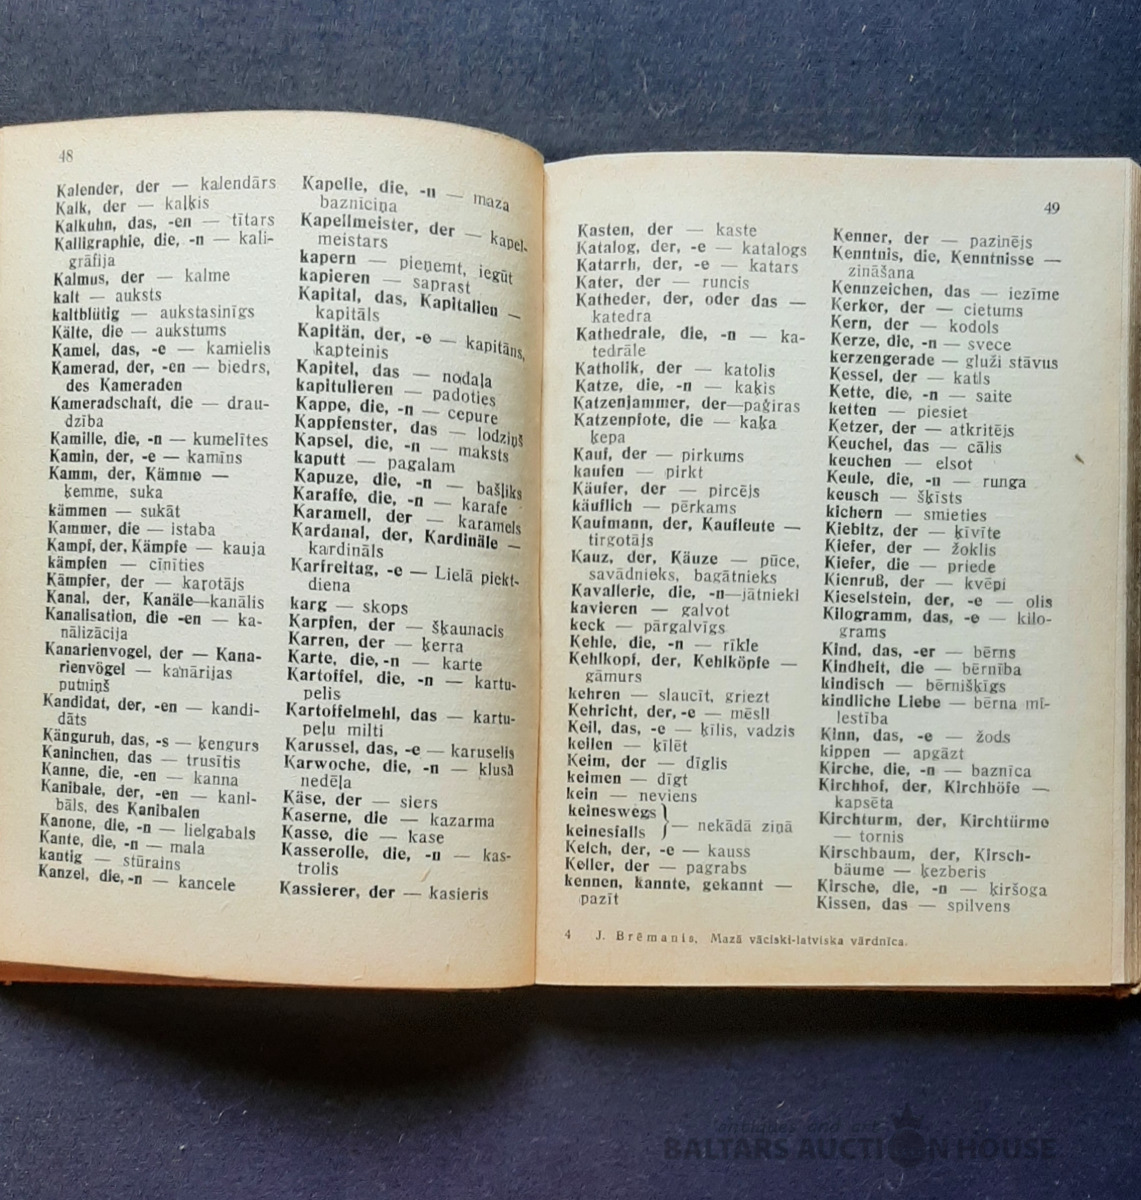 48
Kalender, der — kalendārs
Kalk, der — kaļķis
Kalkuhn, das, -en — tītars
Kalligraphie, die, -n — kali-
grāfija
Kalmus, der — kalme
kalt — auksts
kaltblütig — aukstasinīgs
Kälte, die — aukstums
Kamel, das, -e — kamielis
Kamerad, der, -en — biedrs,
des Kameraden
Kameradschaft, die — drau-
dzība
Kamille, die, -n — kumelītes
Kamin, der, -e — kamīns
Kamm, der, Kämme —
ķemme, suka
kämmen — sukāt
Kammer, die — istaba
Kampf, der, Kämpfe — kauja
kämpfen — cīnīties
Kämpfer, der — kaŗotājs
Kanal, der, Kanäle—kanālis
Kanalisation, die -en — ka-
nālizācija
Kanarienvogel, der — Kana-
rienvögel — kanārijas
putniņš
Kandidat, der, -en — kandi-
dāts
Känguruh, das, -s — ķengurs
Kaninchen, das — trusītis
Kanne, die, -en — kanna
Kanibale, der, -en — kani-
bāls, des Kanibalen
Kanone, die, -n — lielgabals
Kante, die, -n — mala
kantig — stūrains
Kanzel, die, -n — kancele
Kapelle, die, -n — maza
baznīciņa
Kapellmeister, der — kapel-
meistars
kapern — pieņemt, iegūt
kapieren — saprast
Kapital, das, Kapitalien —
kapitāls
Kapitän, der, -e — kapitāns,
kapteinis
Kapitel, das — nodaļa
kapitulieren — padoties
Kappe, die, -n — cepure
Kappfenster, das — lodziņš
Kapsel, die, -n — maksts
kaputt — pagalam
Kapuze, die, -n — bašliks
Karaffe, die, -n — karafe
Karamell, der — karamels
Kardanal, der, Kardinäle —
kardināls
Karfreitag, -e — Lielā piekt-
diena
karg — skops
Karpfen, der — šķaunacis
Karren, der — ķerra
Karte, die, -n — karte
Kartoffel, die, -n — kartu-
pelis
Kartoffelmehl, das — kartu-
peļu milti
Karussel, das, -e — karuselis
Karwoche, die, -n — klusā
nedēļa
Käse, der — siers
Kaserne, die — kazarma
Kasse, die — kase
Kasserolle, die, -n — kas-
trolis
Kassierer, der — kasieris
49
Kasten, der — kaste
Katalog, der, -e — katalogs
Katarrh, der, -e — katars
Kater, der — runcis
Katheder, der, oder das —
katedra
Kathedrale, die, -n — ka-
tedrāle
Katholik, der — katolis
Katze, die, -n — kaķis
Katzenjammer, der—paģiras
Katzenpfote, die — kaķa
ķepa
Kauf, der — pirkums
kaufen — pirkt
Käufer, der — pircējs
käuflich — pērkams
Kaufmann, der, Kaufleute —
tirgotājs
Kauz, der, Käuze — pūce,
savādnieks, bagātnieks
Kavallerie, die, -n—jātnieki
kavieren — galvot
keck — pārgalvīgs
Kehle, die, -n — rīkle
Kehlkopf, der, Kehlköpfe —
gāmurs
kehren — slaucīt, griezt
Kehricht, der, -e — mēsli
Keil, das, -e — ķīlis, vadzis
keilen — ķīlēt
Keim, der — dīglis
keimen — dīgt
kein — neviens
keineswegs
keinesfalls } — nekādā ziņā
Kelch, der, -e — kauss
Keller, der — pagrabs
kennen, kannte, gekannt —
pazīt
Kenner, der — pazinējs
Kenntnis, die, Kenntnisse —
zināšana
Kennzeichen, das — iezīme
Kerker, der — cietums
Kern, der — kodols
Kerze, die, -n — svece
kerzengerade — gluži stāvus
Kessel, der — katls
Kette, die, -n — saite
ketten — piesiet
Ketzer, der — atkritējs
Keuchel, das — cālis
keuchen — elsot
Keule, die, -n — runga
keusch — šķīsts
kichern — smieties
Kiebitz, der — ķīvīte
Kiefer, der — žoklis
Kiefer, die — priede
Kienruß, der — kvēpi
Kieselstein, der, -e — olis
Kilogramm, das, -e — kilo-
grams
Kind, das, -er — bērns
Kindheit, die — bērnība
kindisch — bērnišķīgs
kindliche Liebe — bērna mī-
lestība
Kinn, das, -e — žods
kippen — apgāzt
Kirche, die, -n — baznīca
Kirchhof, der, Kirchhöfe —
kapsēta
Kirchturm, der, Kirchtürme
— tornis
Kirschbaum, der, Kirsch-
bäume — ķezberis
Kirsche, die, -n — ķiršoga
Kissen, das — spilvens
4 J. Brēmanis, Mazā vāciski-latviska vārdnīca.
antiques and art
BALTARS AUCTION HOUSE